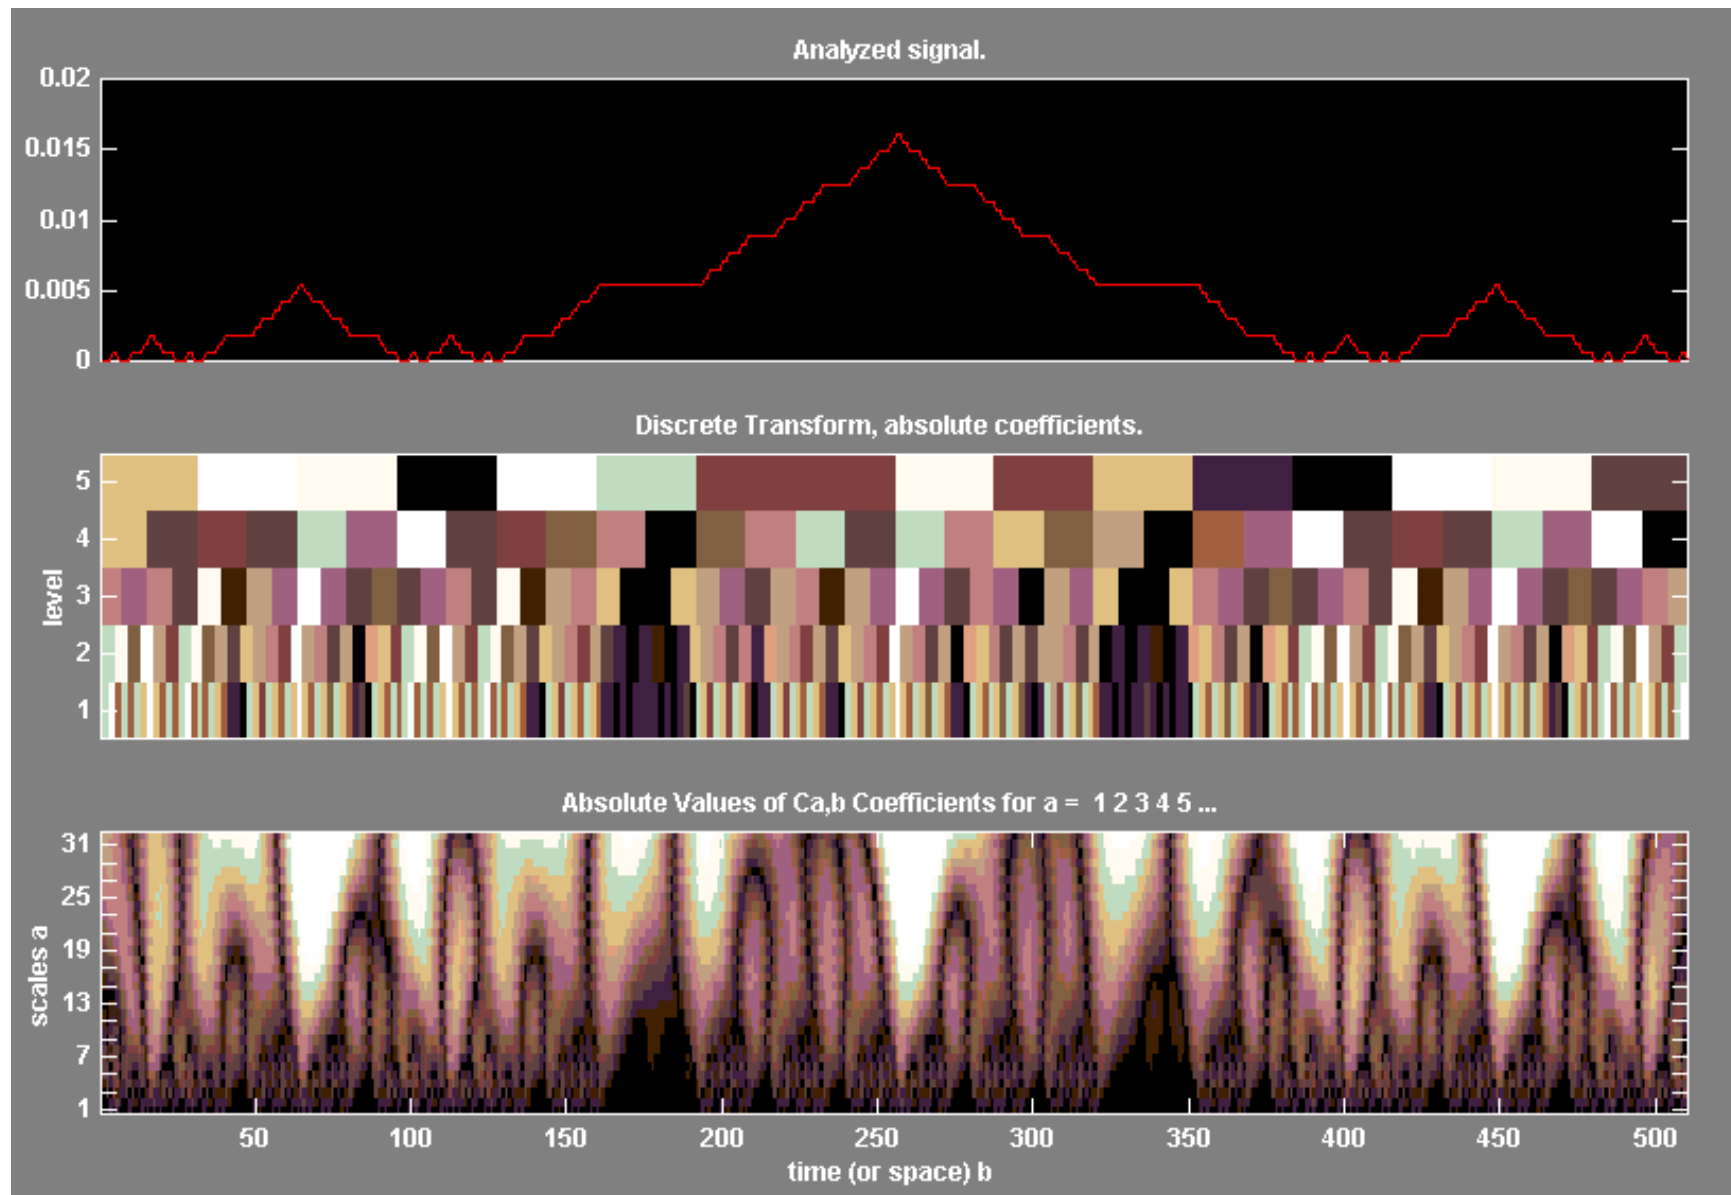 Analyzed signal.
0.02
0.015
0.01
0.005
0
Discrete Transform, absolute coefficients.
5
4
3
2
1
level
Absolute Values of Ca,b Coefficients for a = 1 2 3 4 5 ...
31
25
19
13
7
1
scales a
50 100 150 200 250 300 350 400 450 500
time (or space) b